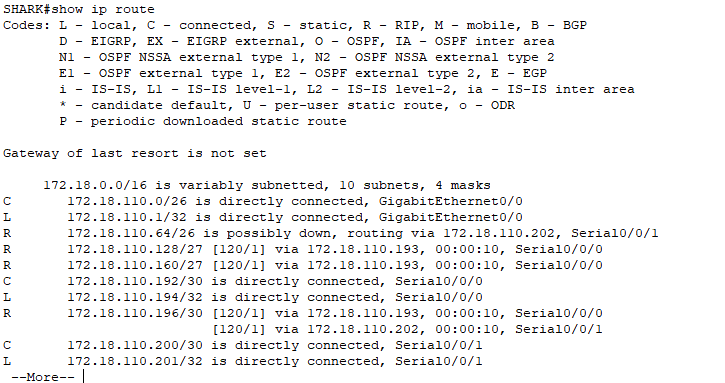 SHARK#show ip route
Codes: L - local, C - connected, S - static, R - RIP, M - mobile, B - BGP
       D - EIGRP, EX - EIGRP external, O - OSPF, IA - OSPF inter area
       N1 - OSPF NSSA external type 1, N2 - OSPF NSSA external type 2
       E1 - OSPF external type 1, E2 - OSPF external type 2, E - EGP
       i - IS-IS, L1 - IS-IS level-1, L2 - IS-IS level-2, ia - IS-IS inter area
       * - candidate default, U - per-user static route, o - ODR
       P - periodic downloaded static route

Gateway of last resort is not set

     172.18.0.0/16 is variably subnetted, 10 subnets, 4 masks
C       172.18.110.0/26 is directly connected, GigabitEthernet0/0
L       172.18.110.1/32 is directly connected, GigabitEthernet0/0
R       172.18.110.64/26 is possibly down, routing via 172.18.110.202, Serial0/0/1
R       172.18.110.128/27 [120/1] via 172.18.110.193, 00:00:10, Serial0/0/0
R       172.18.110.160/27 [120/1] via 172.18.110.193, 00:00:10, Serial0/0/0
C       172.18.110.192/30 is directly connected, Serial0/0/0
L       172.18.110.194/32 is directly connected, Serial0/0/0
R       172.18.110.196/30 [120/1] via 172.18.110.193, 00:00:10, Serial0/0/0
                          [120/1] via 172.18.110.202, 00:00:10, Serial0/0/1
C       172.18.110.200/30 is directly connected, Serial0/0/1
L       172.18.110.201/32 is directly connected, Serial0/0/1
 --More--